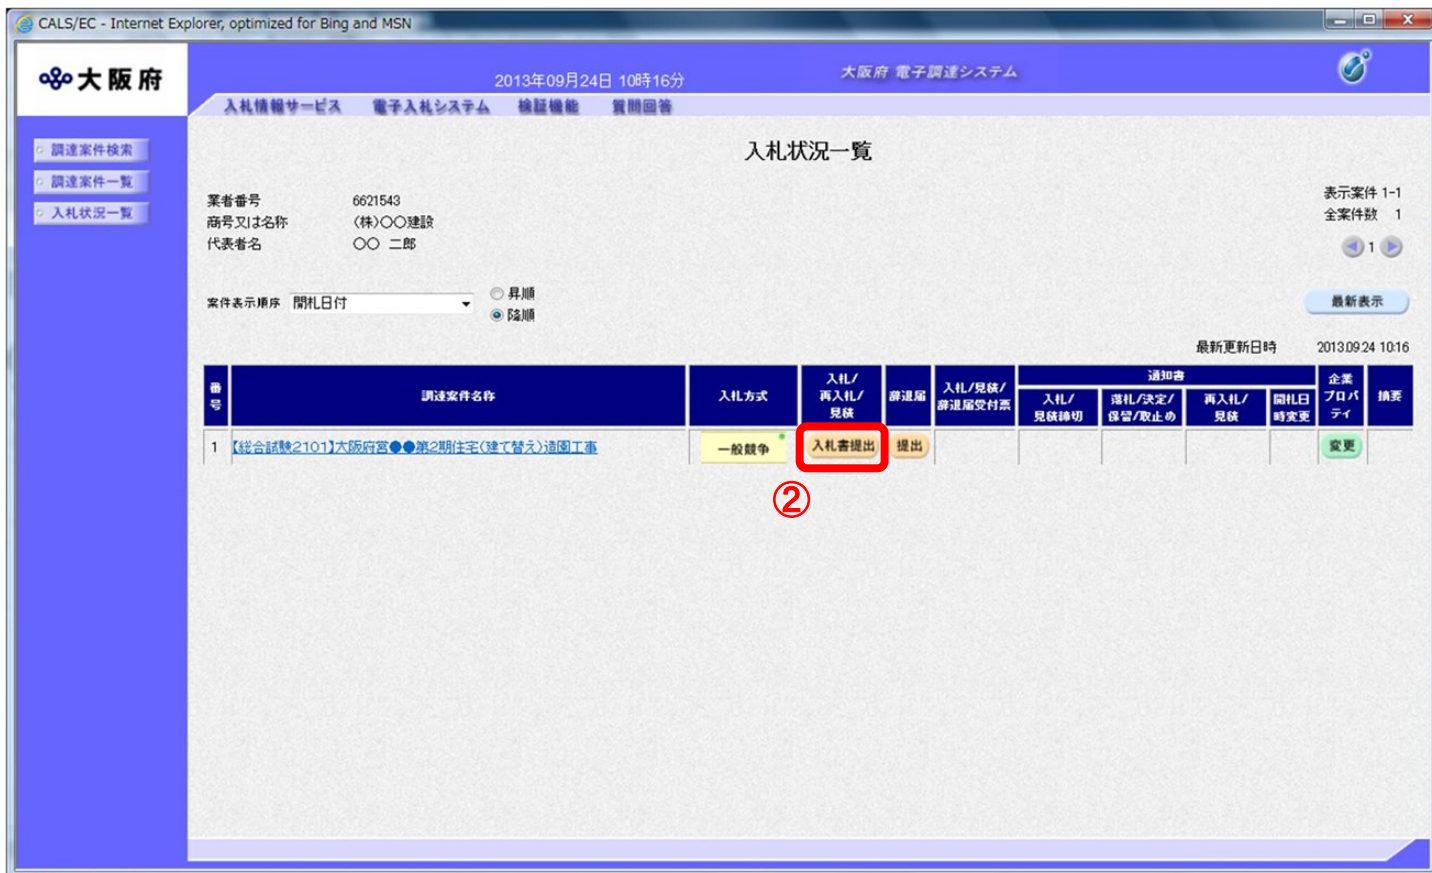 CALS/EC - Internet Explorer, optimized for Bing and MSN
大阪府
2013年09月24日 10時16分
大阪府 電子調達システム
入札情報サービス 電子入札システム 検証機能 質問回答
調達案件検索
調達案件一覧
入札状況一覧
入札状況一覧
業者番号 6621543
商号又は名称 (株)〇〇建設
代表者名 〇〇 二郎
表示案件 1-1
全案件数 1
1
案件表示順序 開札日付
昇順
降順
最新表示
最新更新日時 2013.09.24 10:16
番号 調達案件名称 入札方式 入札/再入札/見積 辞退届 入札/見積/辞退届受付票 通知書 企業プロパティ 摘要
入札/見積締切 落札/決定/保留/取止め 再入札/見積 開札日時変更
1 【総合試験2101】大阪府営●●第2期住宅(建て替え)造園工事 一般競争 入札書提出 提出 変更
②